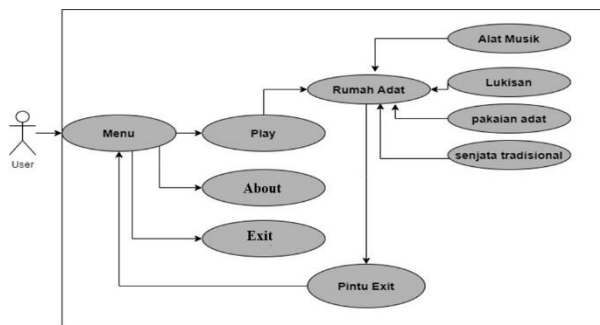 Alat Musik
Rumah Adat
Lukisan
Menu
Play
pakaian adat
User
senjata tradisional
About
Exit
Pintu Exit